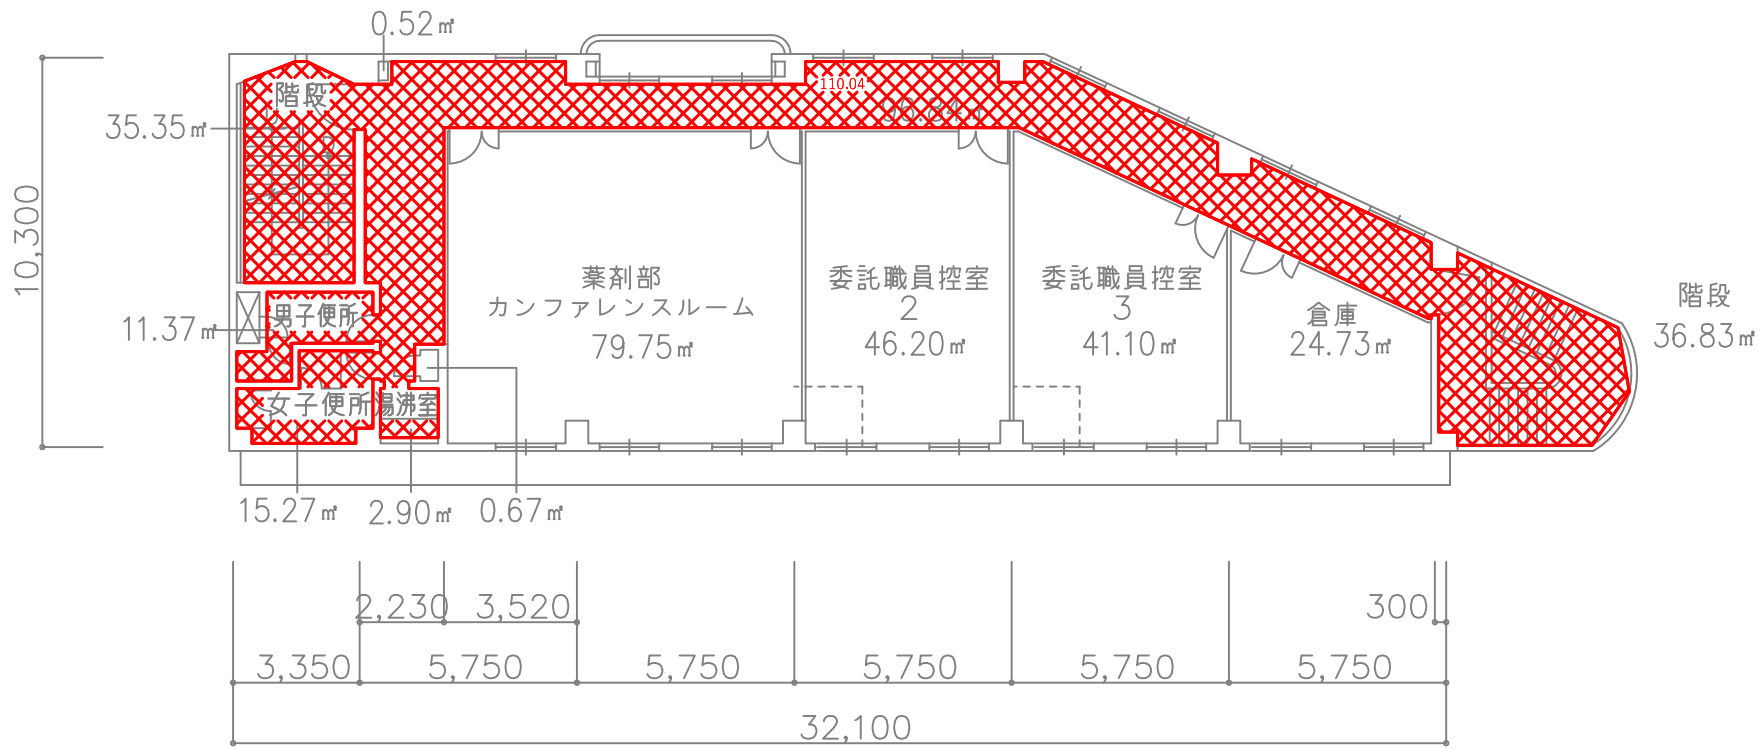 0.52㎡
階段
110.04
96.84㎡
35.35㎡
10,300
薬剤部
カンファレンスルーム
79.75㎡
委託職員控室
2
46.20㎡
委託職員控室
3
41.10㎡
倉庫
24.73㎡
階段
36.83㎡
男子便所
11.37㎡
女子便所
湯沸室
15.27㎡
2.90㎡
0.67㎡
2,230
3,520
300
3,350
5,750
5,750
5,750
5,750
5,750
32,100